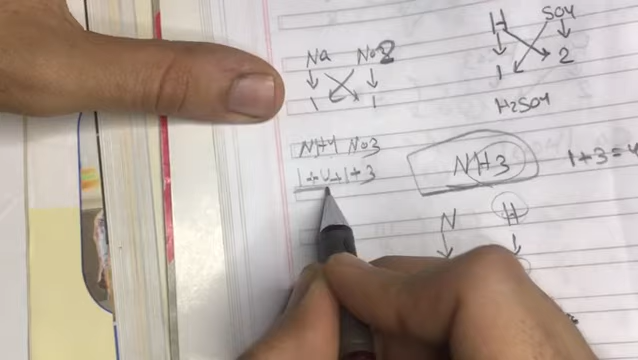 Na NO2
1 1
NH4 NO3
1+4+1+3
H SO4
1 2
H2SO4
NH3
1+3=4
N H